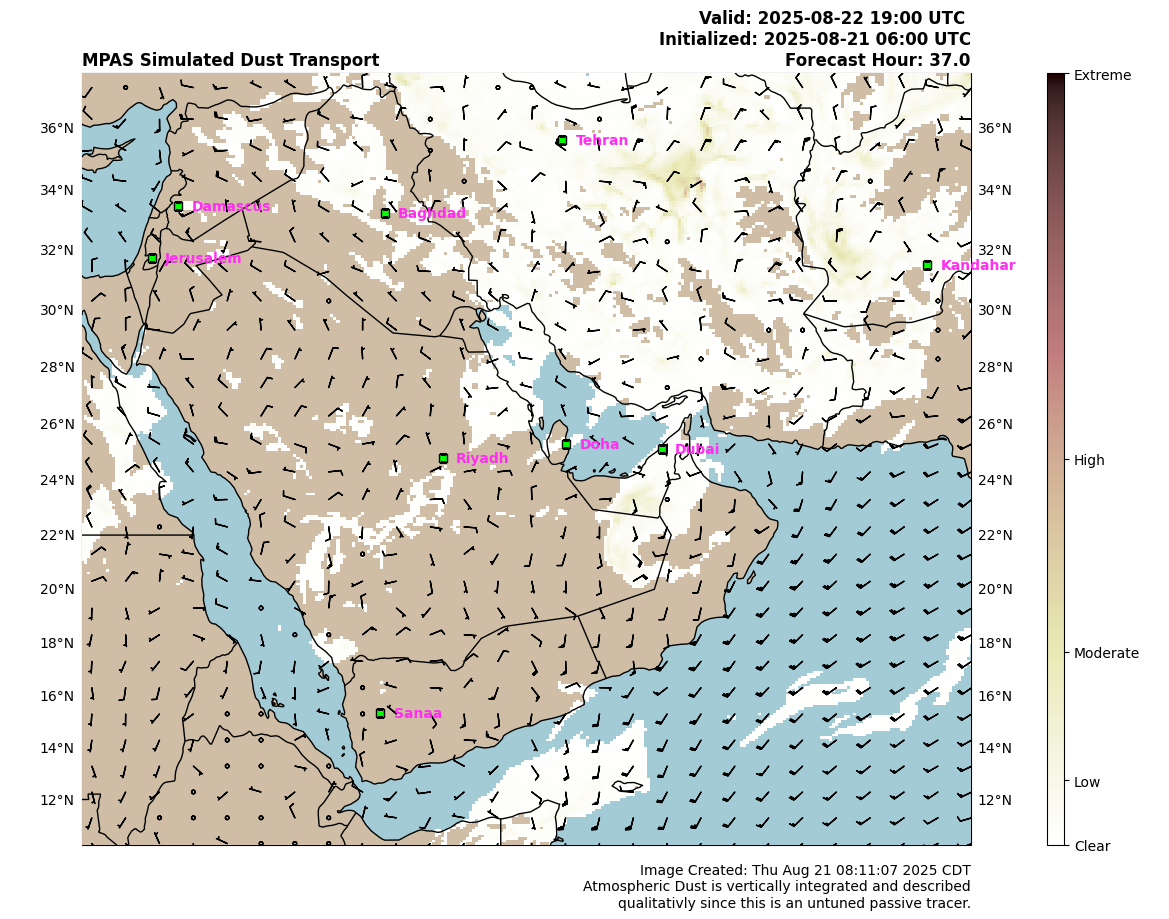 Valid: 2025-08-22 19:00 UTC
Initialized: 2025-08-21 06:00 UTC
MPAS Simulated Dust Transport Forecast Hour: 37.0
Extreme
36°N 36°N
Tehran
34°N 34°N
Damascus
Baghdad
32°N 32°N
Jerusalem
Kandahar
30°N 30°N
28°N 28°N
26°N 26°N
Doha
Dubai
Riyadh
High
24°N 24°N
22°N 22°N
20°N 20°N
18°N 18°N
Moderate
16°N 16°N
Sanaa
14°N 14°N
Low
12°N 12°N
Clear
Image Created: Thu Aug 21 08:11:07 2025 CDT
Atmospheric Dust is vertically integrated and described
qualitativly since this is an untuned passive tracer.